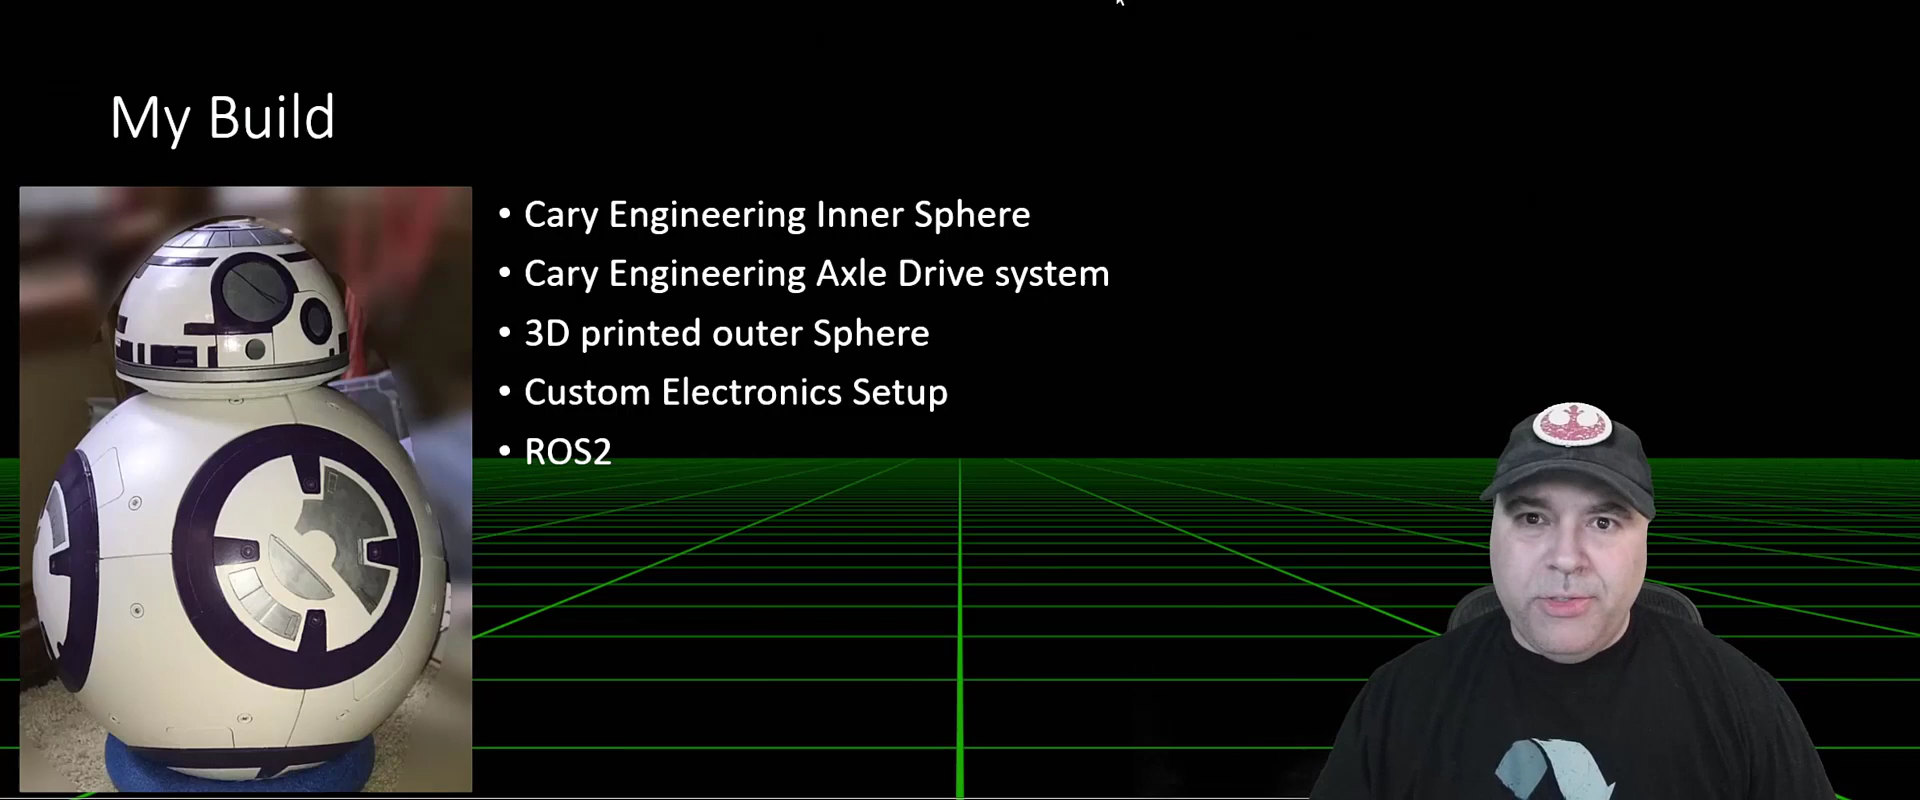 My Build
• Cary Engineering Inner Sphere
• Cary Engineering Axle Drive system
• 3D printed outer Sphere
• Custom Electronics Setup
• ROS2